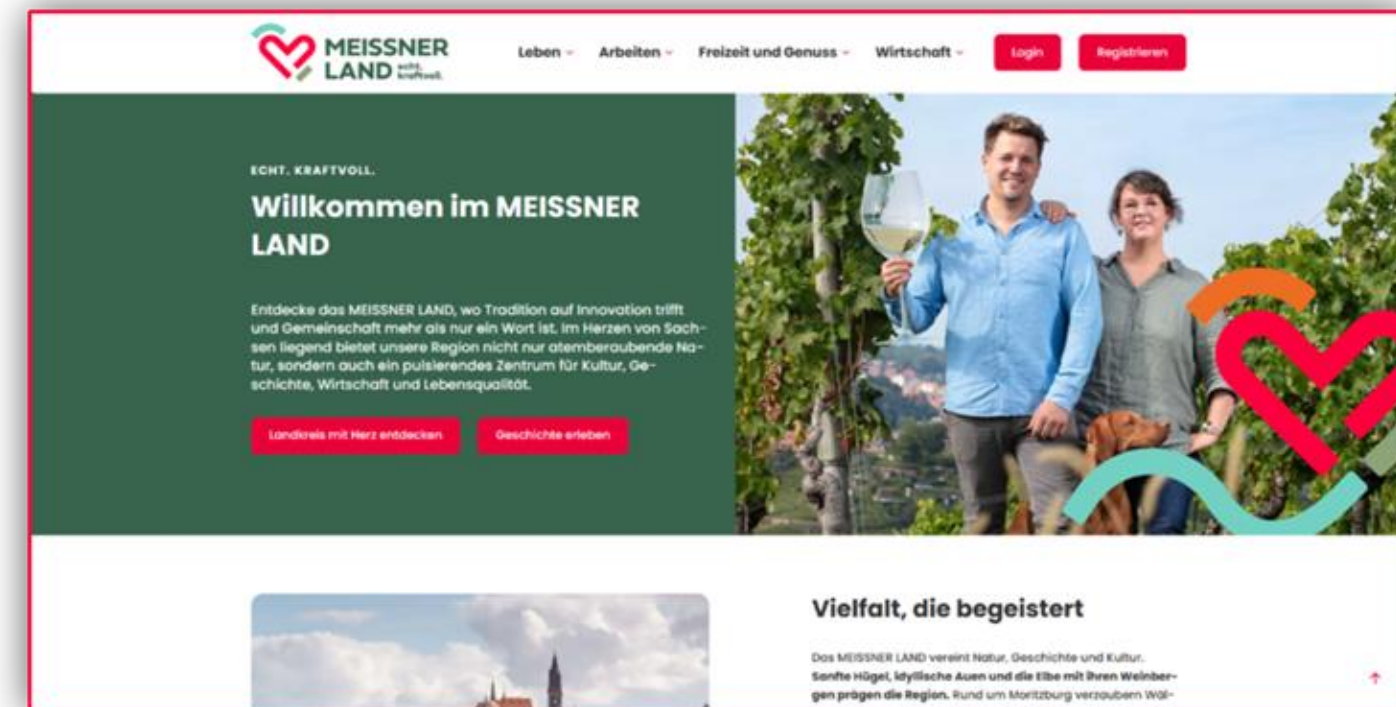 MEISSNER
LAND echt.
kraftvoll.
Leben
Arbeiten
Freizeit und Genuss
Wirtschaft
Login
Registrieren
ECHT. KRAFTVOLL.
Willkommen im MEISSNER
LAND
Entdecke das MEISSNER LAND, wo Tradition auf Innovation trifft
und Gemeinschaft mehr als nur ein Wort ist. Im Herzen von Sach-
sen liegend bietet unsere Region nicht nur atemberaubende Na-
tur, sondern auch ein pulsierendes Zentrum für Kultur, Ge-
schichte, Wirtschaft und Lebensqualität.
Landkreis mit Herz entdecken
Geschichte erleben
Vielfalt, die begeistert
Das MEISSNER LAND vereint Natur, Geschichte und Kultur.
Sanfte Hügel, idyllische Auen und die Elbe mit ihren Weinber-
gen prägen die Region. Rund um Moritzburg verzaubern Wäl-